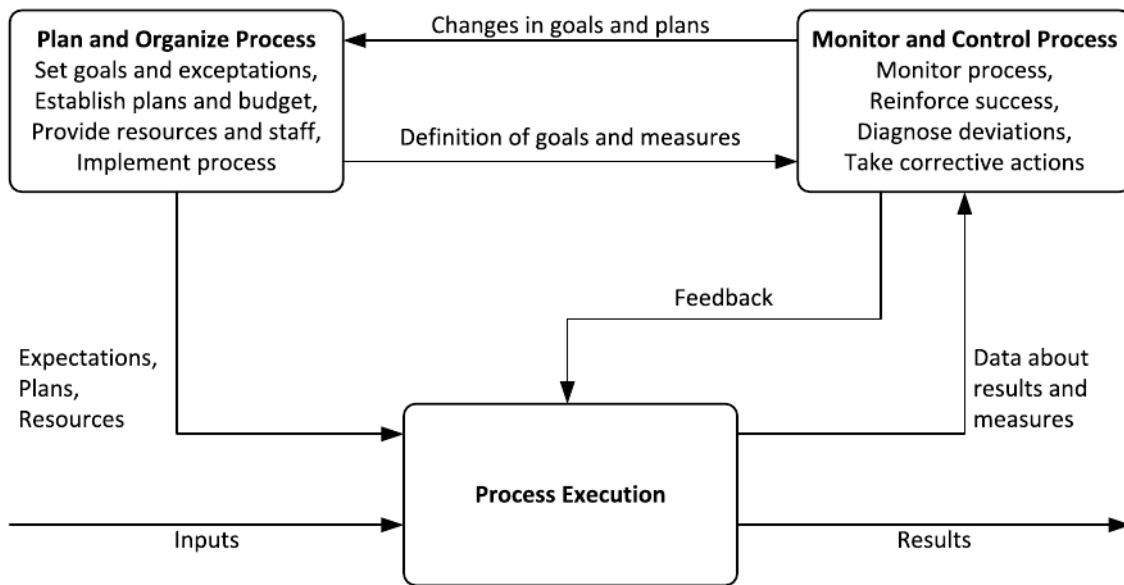 Plan and Organize Process
Set goals and exceptations,
Establish plans and budget,
Provide resources and staff,
Implement process
Changes in goals and plans
Definition of goals and measures
Monitor and Control Process
Monitor process,
Reinforce success,
Diagnose deviations,
Take corrective actions
Feedback
Expectations,
Plans,
Resources
Data about
results and
measures
Process Execution
Inputs
Results